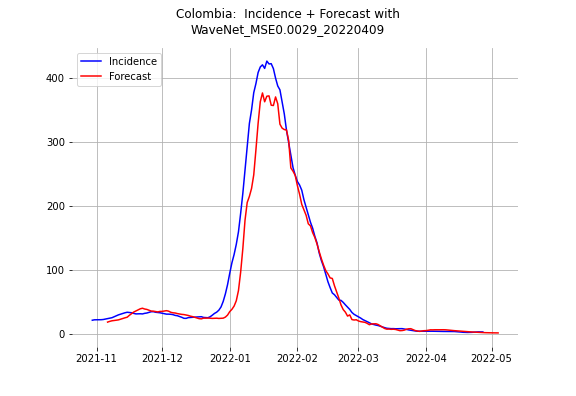 Colombia:  Incidence + Forecast with
WaveNet_MSE0.0029_20220409
Incidence
Forecast
400
300
200
100
0
2021-11 2021-12 2022-01 2022-02 2022-03 2022-04 2022-05